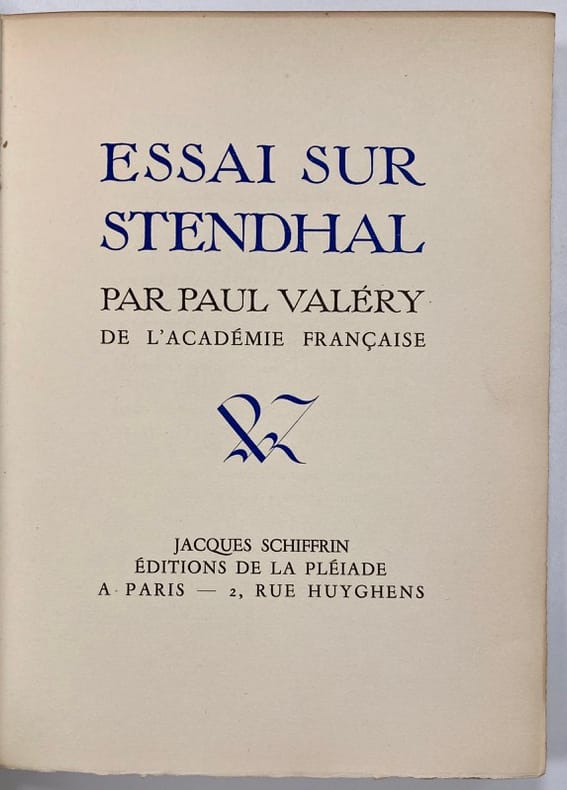 ESSAI SUR
STENDHAL
PAR PAUL VALÉRY
DE L'ACADÉMIE FRANÇAISE
JACQUES SCHIFFRIN
ÉDITIONS DE LA PLÉIADE
A PARIS — 2, RUE HUYGHENS